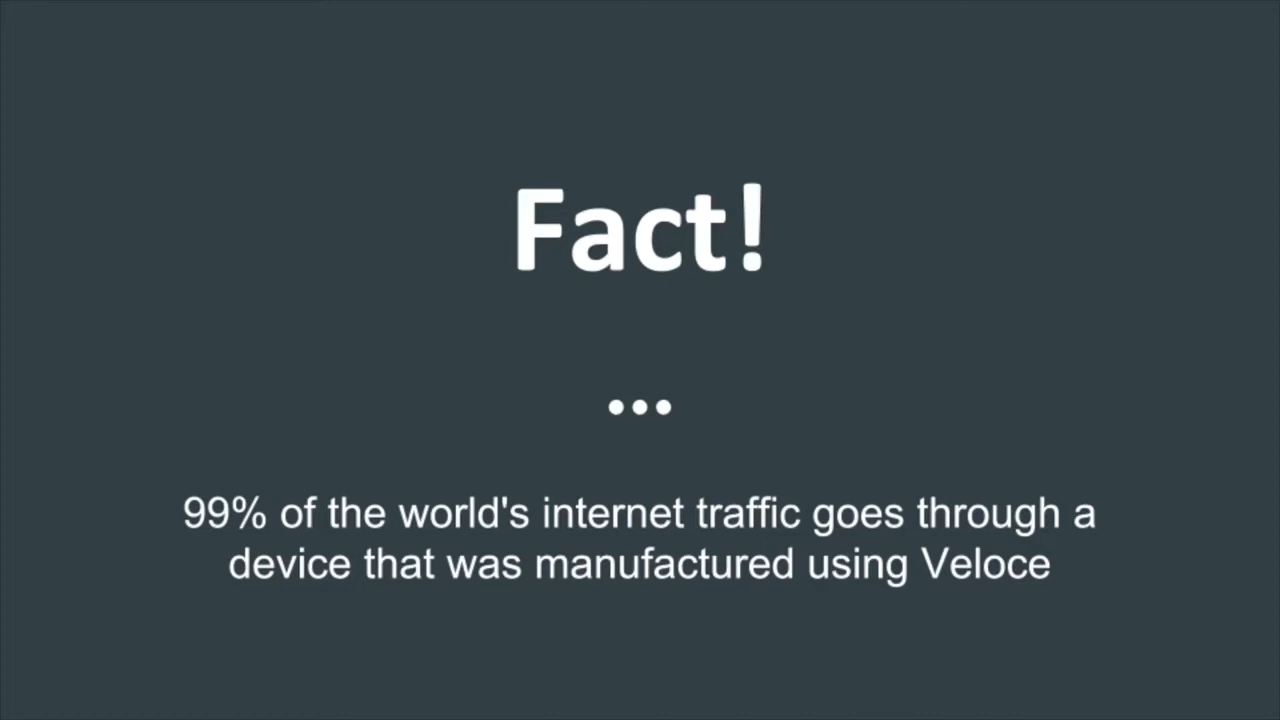 Fact!
99% of the world's internet traffic goes through a
device that was manufactured using Veloce